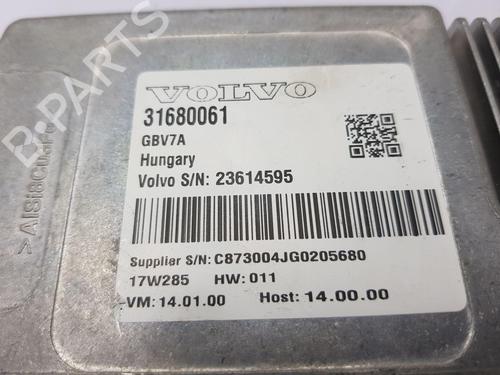 VOLVO
31680061
GBV7A
Hungary
Volvo S/N: 23614595
Supplier S/N: C873004JG0205680
17W285 HW: 011
VM: 14.01.00 Host: 14.00.00
B-PARTS